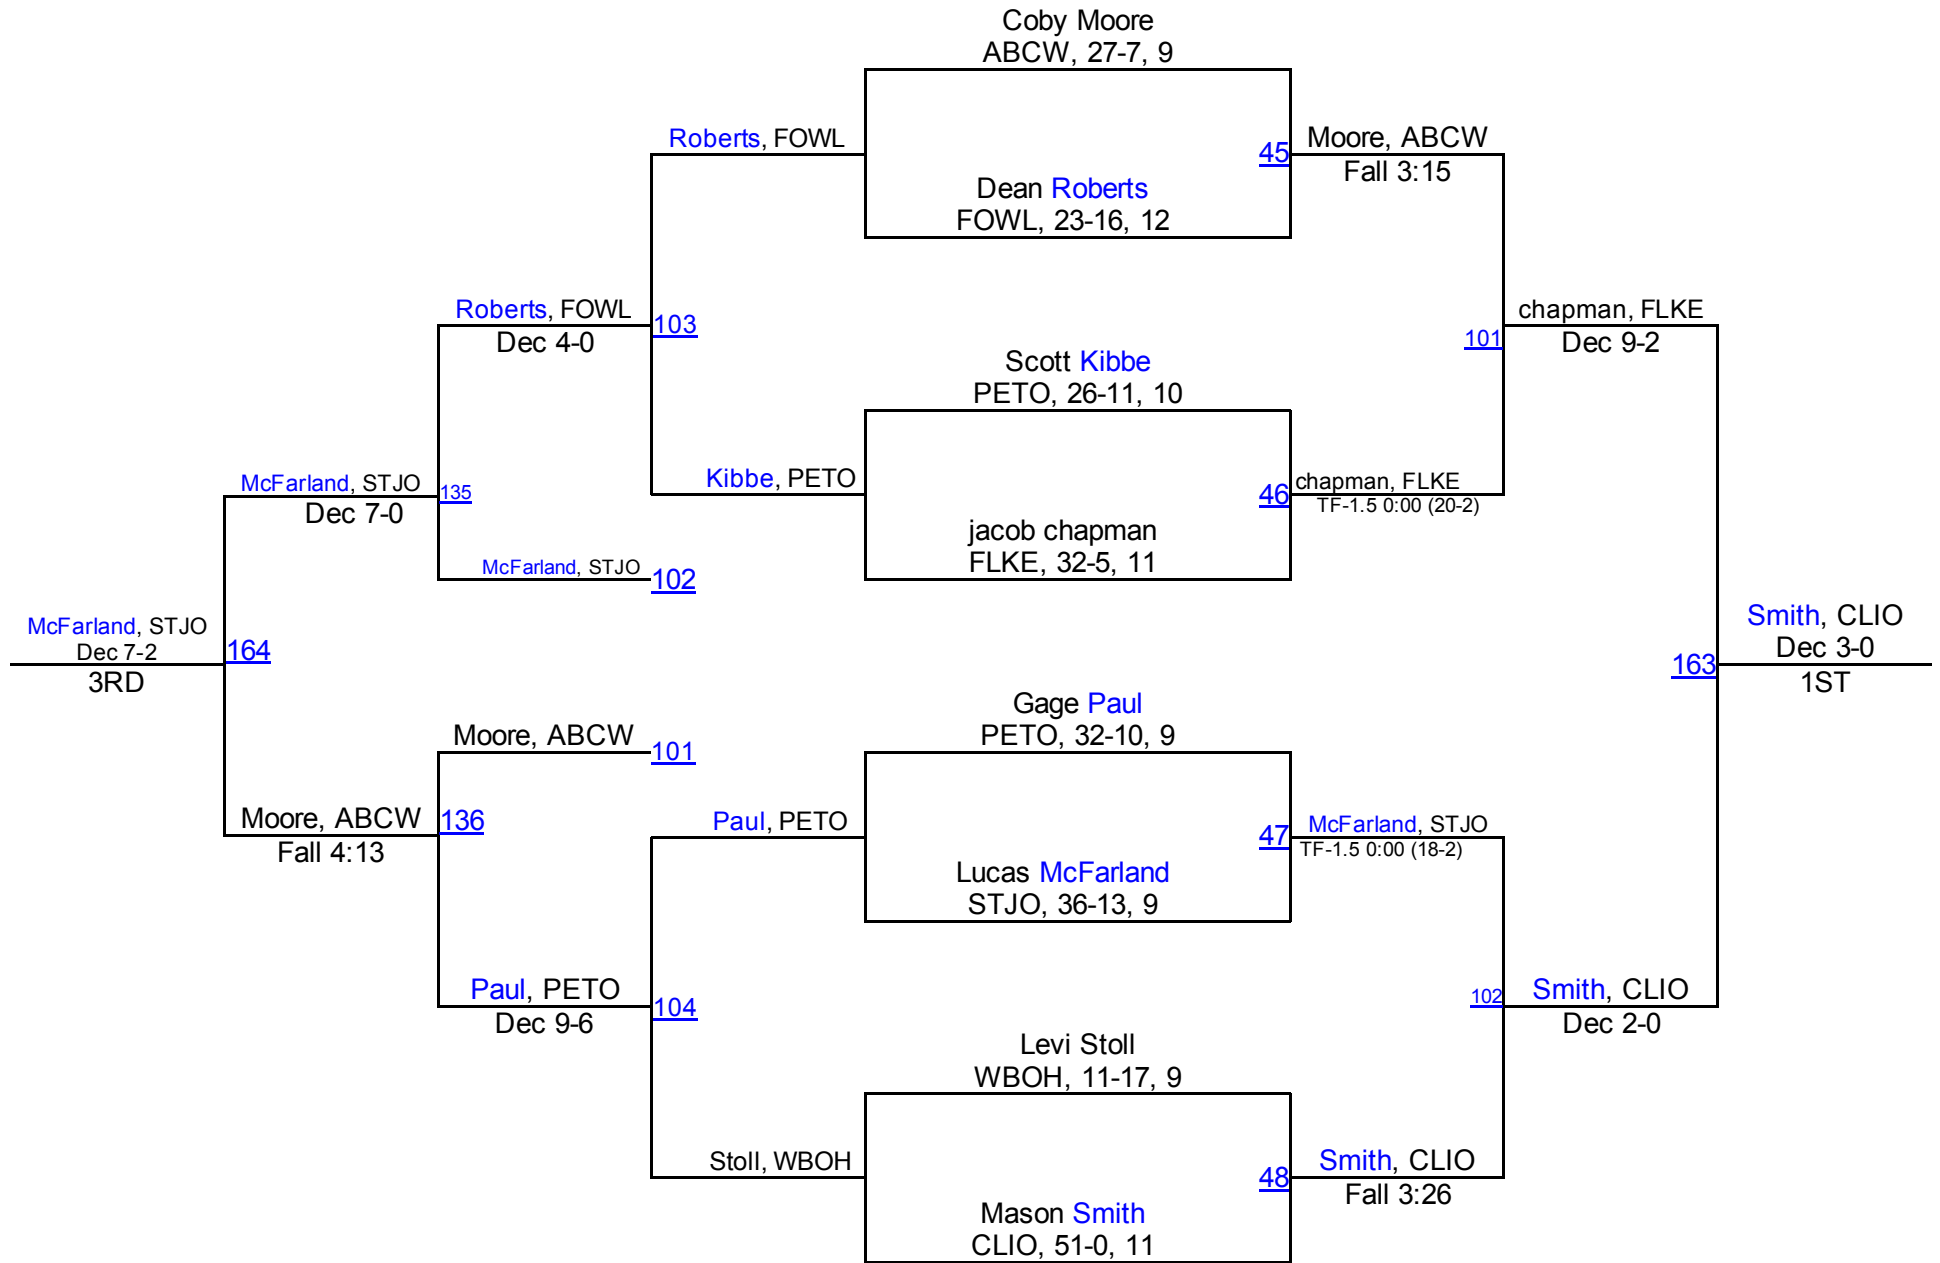 Coby Moore
ABCW, 27-7, 9
Roberts, FOWL
45
Moore, ABCW
Fall 3:15
Dean Roberts
FOWL, 23-16, 12
Roberts, FOWL
Dec 4-0
103
101
chapman, FLKE
Dec 9-2
Scott Kibbe
PETO, 26-11, 10
McFarland, STJO
Dec 7-0
135
Kibbe, PETO
46
chapman, FLKE
TF-1.5 0:00 (20-2)
jacob chapman
FLKE, 32-5, 11
McFarland, STJO
102
McFarland, STJO
Dec 7-2
3RD
164
163
Smith, CLIO
Dec 3-0
1ST
Gage Paul
PETO, 32-10, 9
Moore, ABCW
101
Moore, ABCW
Fall 4:13
136
Paul, PETO
47
McFarland, STJO
TF-1.5 0:00 (18-2)
Lucas McFarland
STJO, 36-13, 9
Paul, PETO
Dec 9-6
104
102
Smith, CLIO
Dec 2-0
Levi Stoll
WBOH, 11-17, 9
Stoll, WBOH
48
Smith, CLIO
Fall 3:26
Mason Smith
CLIO, 51-0, 11